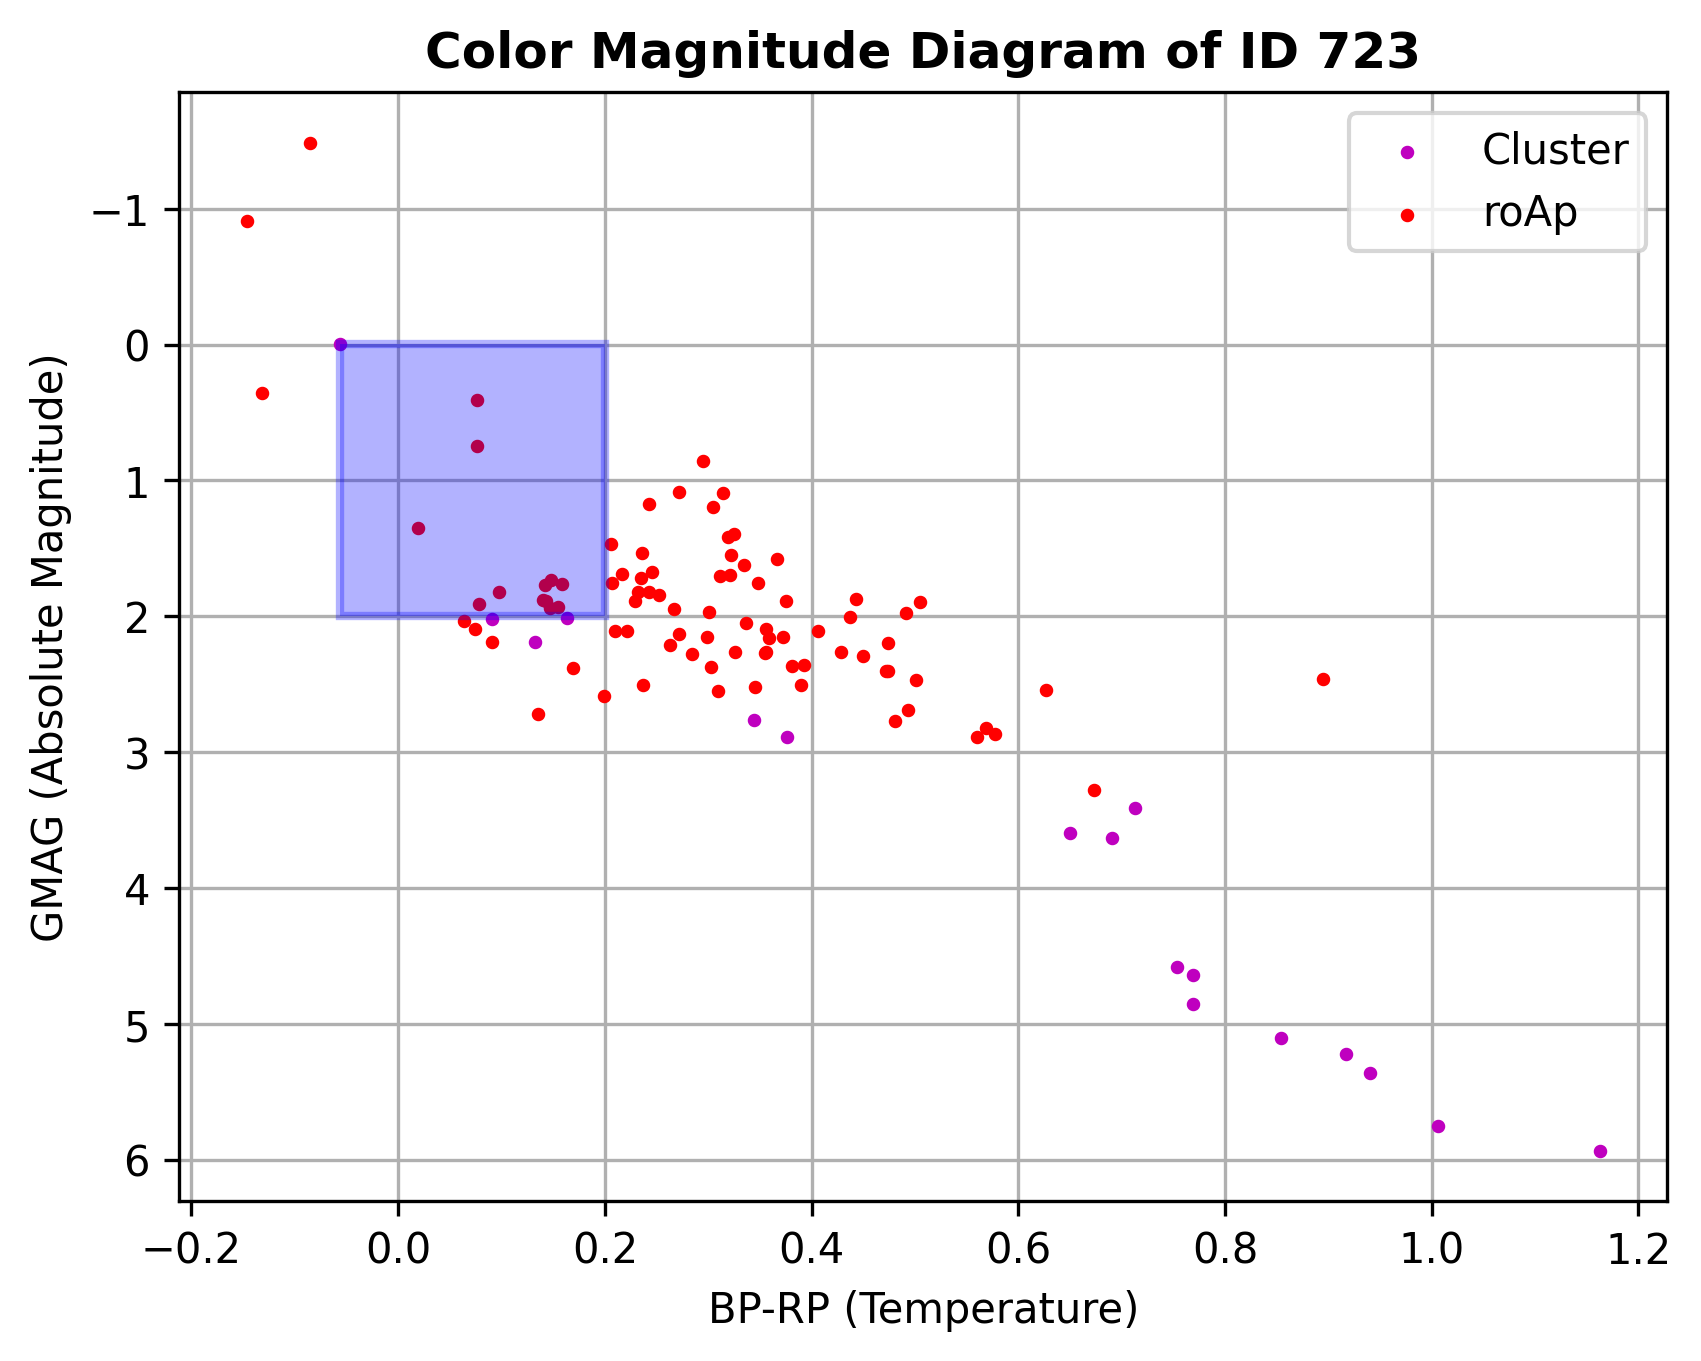 Color Magnitude Diagram of ID 723
Cluster
roAp
GMAG (Absolute Magnitude)
−1
0
1
2
3
4
5
6
−0.2 0.0 0.2 0.4 0.6 0.8 1.0 1.2
BP-RP (Temperature)